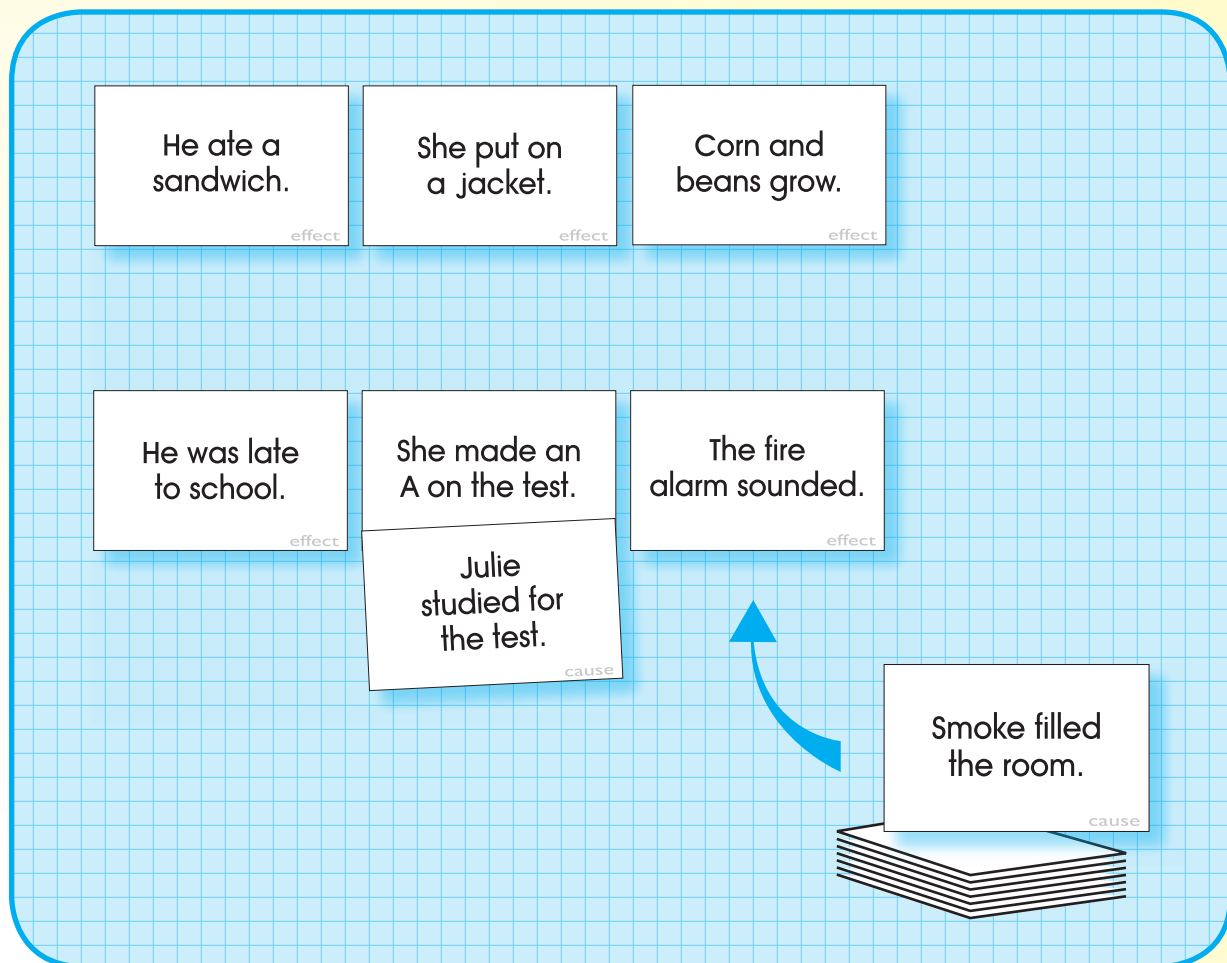 He ate a
sandwich.
effect
She put on
a jacket.
effect
Corn and
beans grow.
effect
He was late
to school.
effect
She made an
A on the test.
Julie
studied for
the test.
cause
The fire
alarm sounded.
effect
Smoke filled
the room.
cause